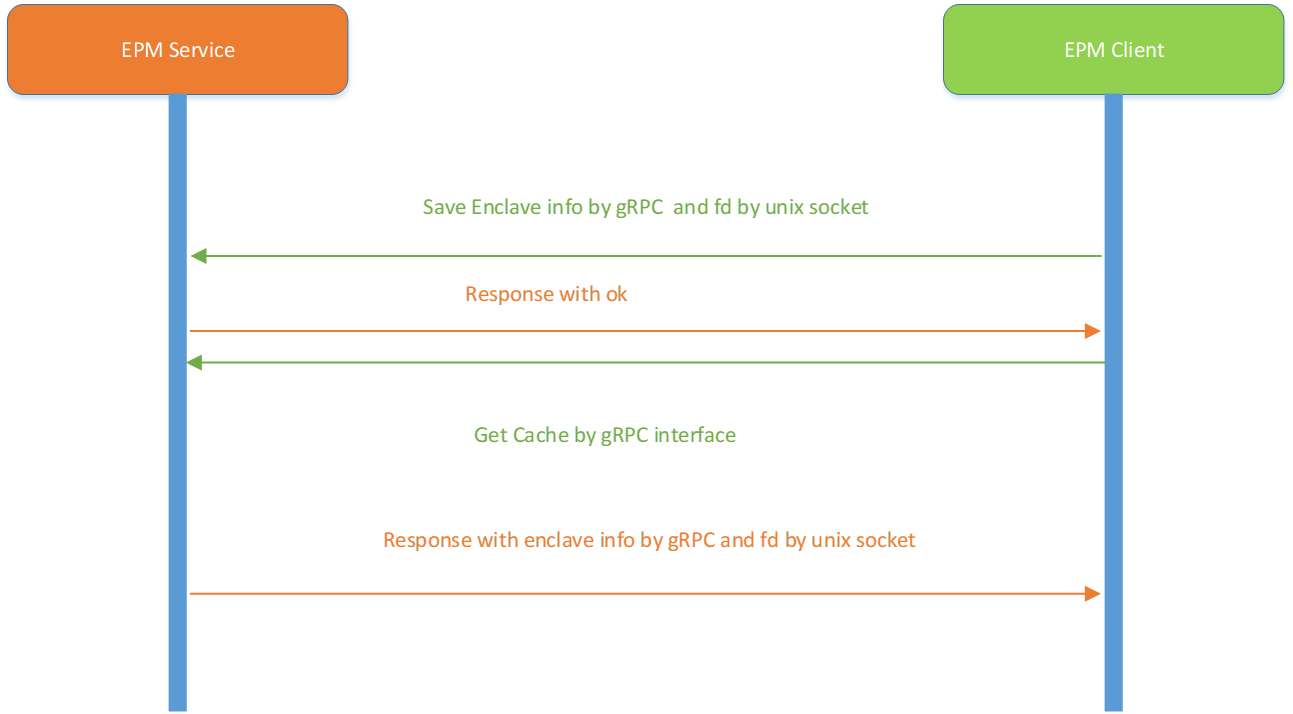 EPM Service
EPM Client
Save Enclave info by gRPC  and fd by unix socket
Response with ok
Get Cache by gRPC interface
Response with enclave info by gRPC and fd by unix socket